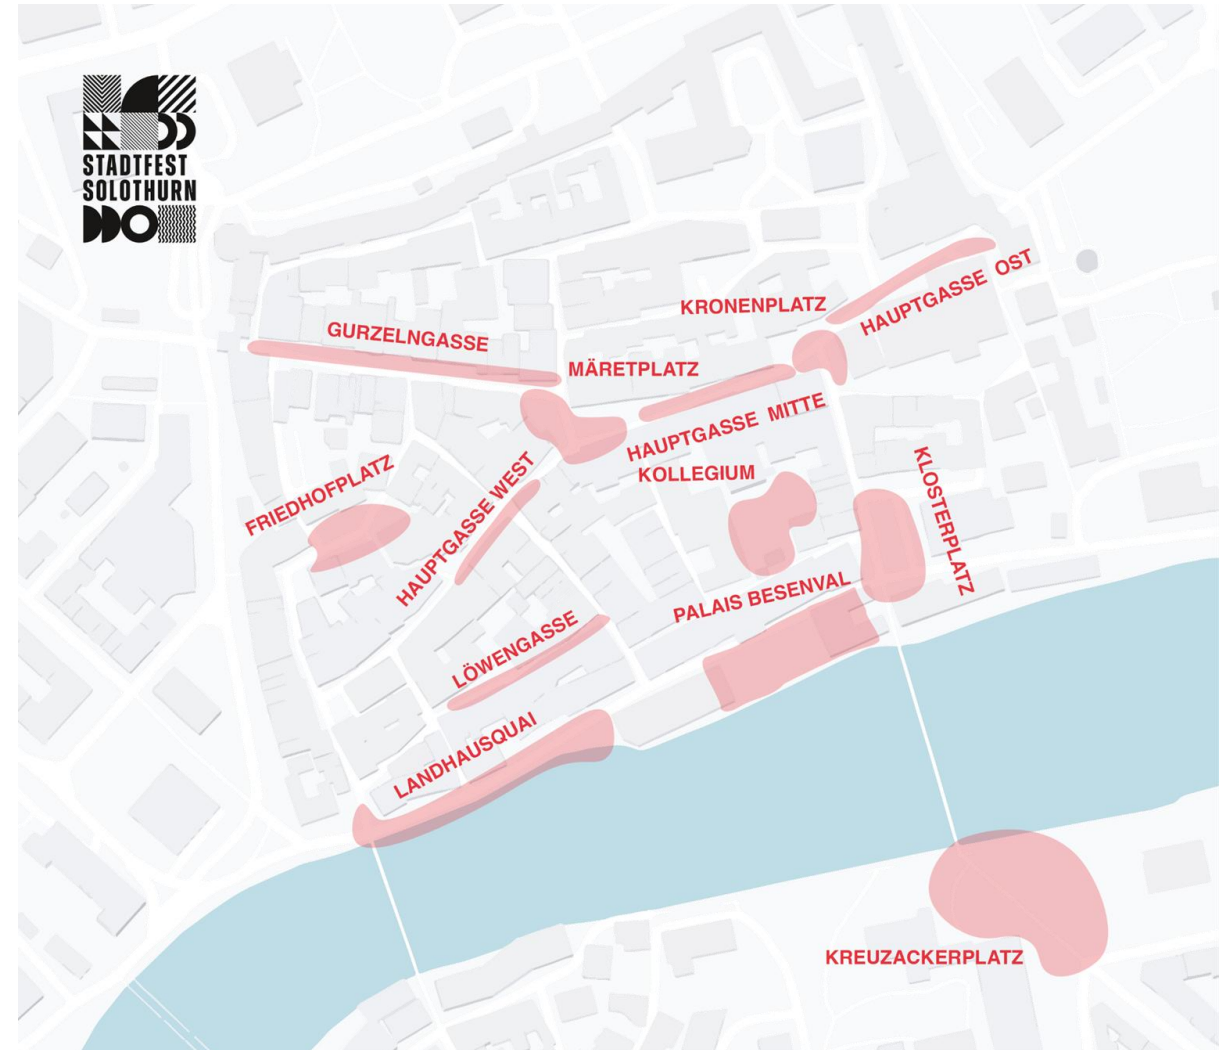 STADTFEST
SOLOTHURN
KRONENPLATZ
HAUPTGASSE OST
GURZELNGASSE
MÄRETPLATZ
HAUPTGASSE MITTE
KOLLEGIUM
FRIEDHOFPLATZ
HAUPTGASSE WEST
KLOSTERPLATZ
PALAIS BESENVAL
LÖWENGASSE
LANDHAUSQUAI
KREUZACKERPLATZ